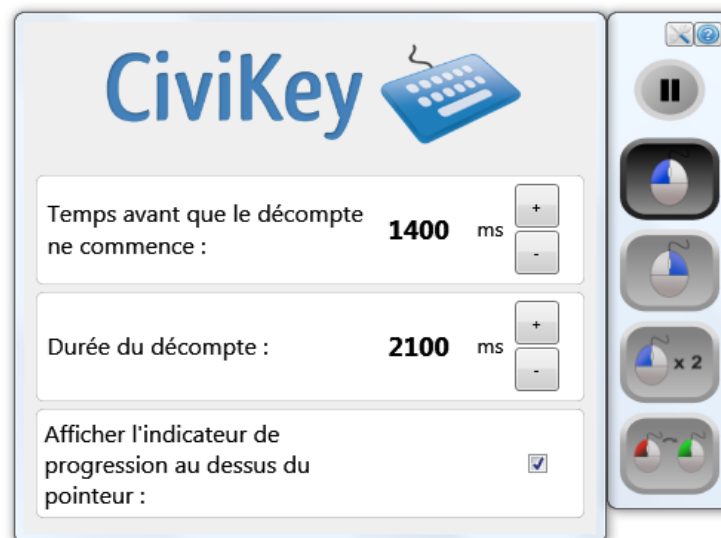 CiviKey
Temps avant que le décompte
ne commence :
1400 ms
+
-
Durée du décompte :
2100 ms
+
-
Afficher l'indicateur de
progression au dessus du
pointeur :
?
x 2